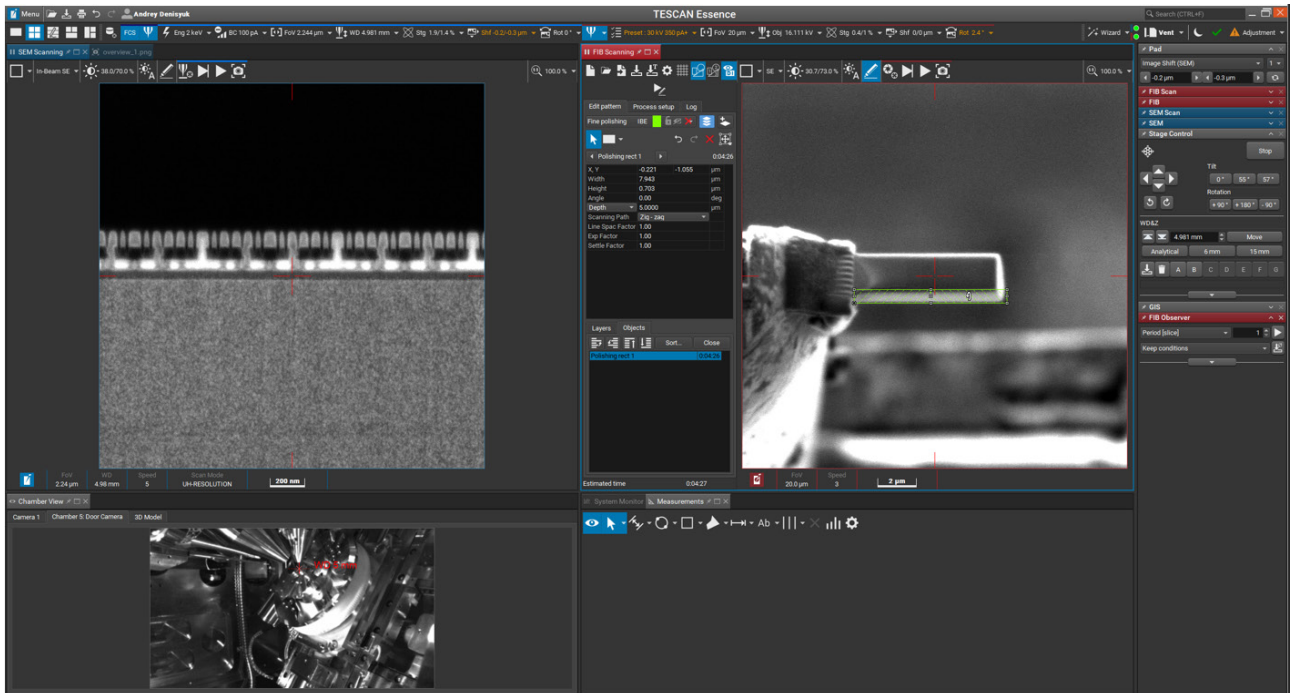 Menu Andrey Denisyuk TESCAN Essence Q, Search (CTRL+F)
FCS Eng 2 keV BC 100 pA FoV 2.244 µm WD 4.981 mm Stg 1.9/1.4 % Shf -0.2/-0.3 µm Rot 0° Preset: 30 kV 350 pA+ FoV 20 µm Obj 16.111 kV Stg 0.4/1 % Shf 0/0 µm Rot 2.4° Wizard Vent Adjustment
SEM Scanning overview_1.png FIB Scanning Pad
In-Beam SE 38.0/70.0 % 100.0 % SE 30.7/73.0 % 100.0 %
Image Shift (SEM) 1
-0.2 µm -0.3 µm
FIB Scan
FIB
SEM Scan
SEM
Stage Control
Stop
Tilt
0° 55° 57°
Rotation
+90° +180° -90°
WD&Z
4.981 mm Move
Analytical 6 mm 15 mm
A B C D E F G
GIS
FIB Observer
Period [slice] 1
Keep conditions
Edit pattern Process setup Log
Fine polishing IBE
Polishing rect 1 0:04:26
X, Y -0.221 -1.055 µm
Width 7.943 µm
Height 0.703 µm
Angle 0.00 deg
Depth 5.0000 µm
Scanning Path Zig - zag
Line Spac Factor 1.00
Exp Factor 1.00
Settle Factor 1.00
Layers Objects
Sort... Close
Polishing rect 1 0:04:26
Estimated time 0:04:27
FoV WD Speed Scan Mode
2.24 µm 4.98 mm 5 UH-RESOLUTION 200 nm
FoV Speed
20.0 µm 3 2 µm
Chamber View
Camera 1 Chamber 5: Door Camera 3D Model
System Monitor Measurements
Ab